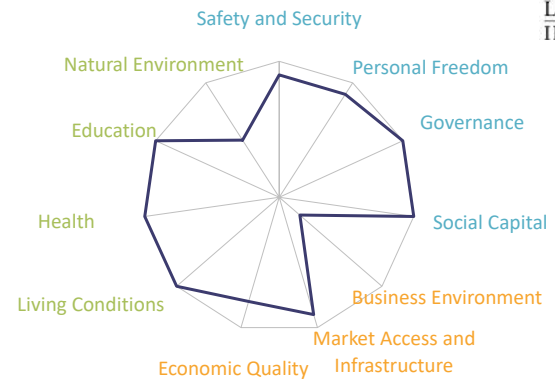 Safety and Security
Natural Environment
Personal Freedom
Governance
Education
Health
Social Capital
Living Conditions
Business Environment
Market Access and
Infrastructure
Economic Quality